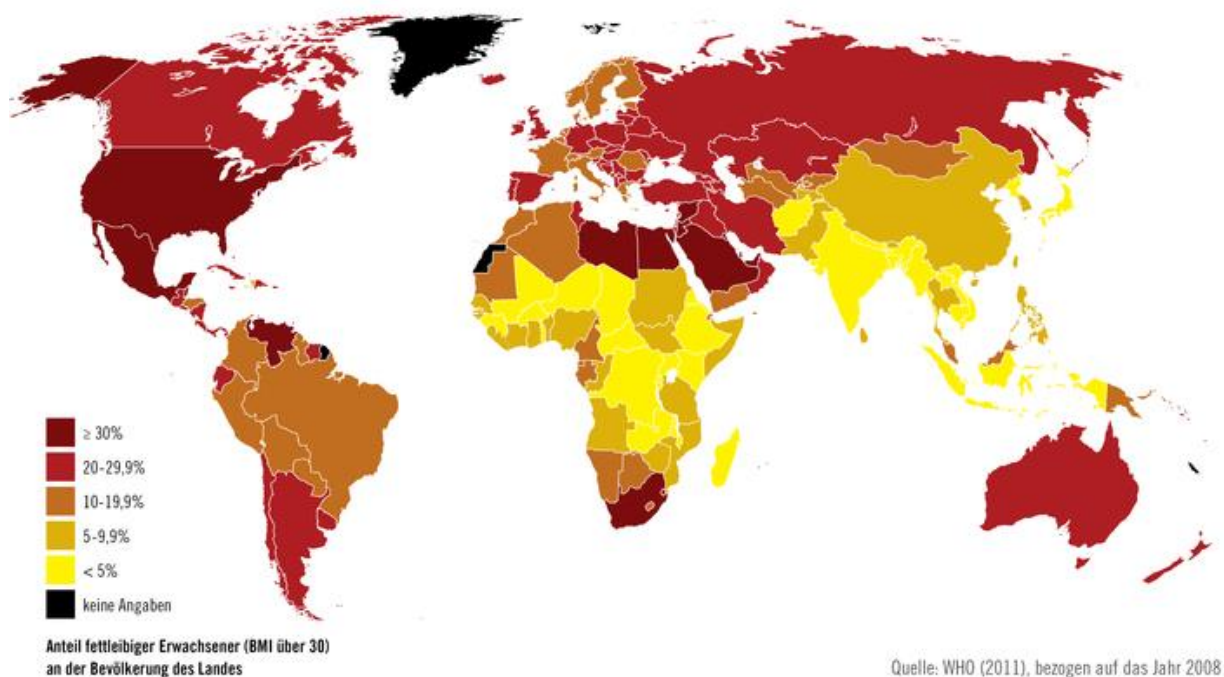 ≥ 30%
20-29,9%
10-19,9%
5-9,9%
< 5%
keine Angaben
Anteil fettleibiger Erwachsener (BMI über 30)
an der Bevölkerung des Landes
Quelle: WHO (2011), bezogen auf das Jahr 2008